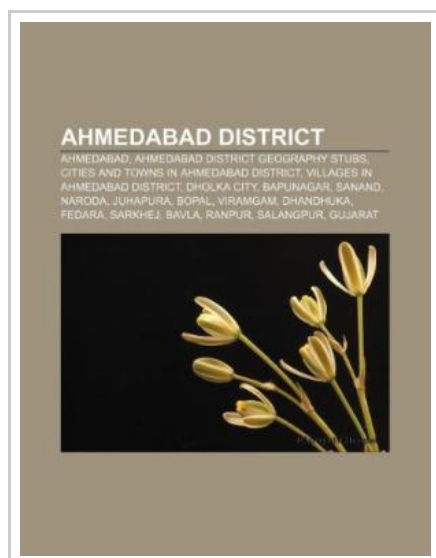 AHMEDABAD DISTRICT
AHMEDABAD, AHMEDABAD DISTRICT GEOGRAPHY STUBS,
CITIES AND TOWNS IN AHMEDABAD DISTRICT, VILLAGES IN
AHMEDABAD DISTRICT, DHOLKA CITY, BAPUNAGAR, SANAND,
NARODA, JUHAPURA, BOPAL, VIRAMGAM, DHANDHUKA,
FEDARA, SARKHEJ, BAVLA, RANPUR, SALANGPUR, GUJARAT